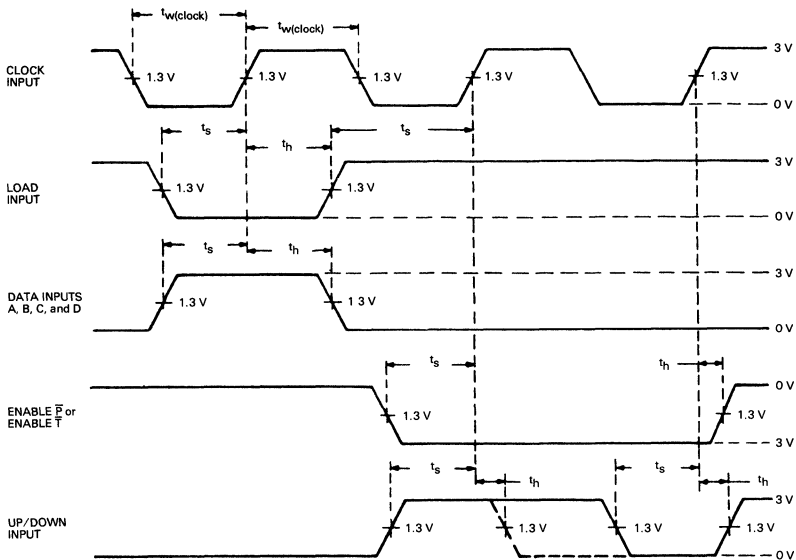 tw(clock)
tw(clock)
CLOCK
INPUT
1.3 V
1.3 V
1.3 V
1.3 V
1.3 V
3 V
0 V
ts
th
ts
LOAD
INPUT
1.3 V
1.3 V
3 V
0 V
ts
th
DATA INPUTS
A, B, C, and D
1.3 V
1.3 V
3 V
0 V
ts
th
ENABLE P̅ or
ENABLE T̅
1.3 V
1.3 V
0 V
3 V
ts
th
ts
th
UP/DOWN
INPUT
1.3 V
1.3 V
1.3 V
1.3 V
3 V
0 V